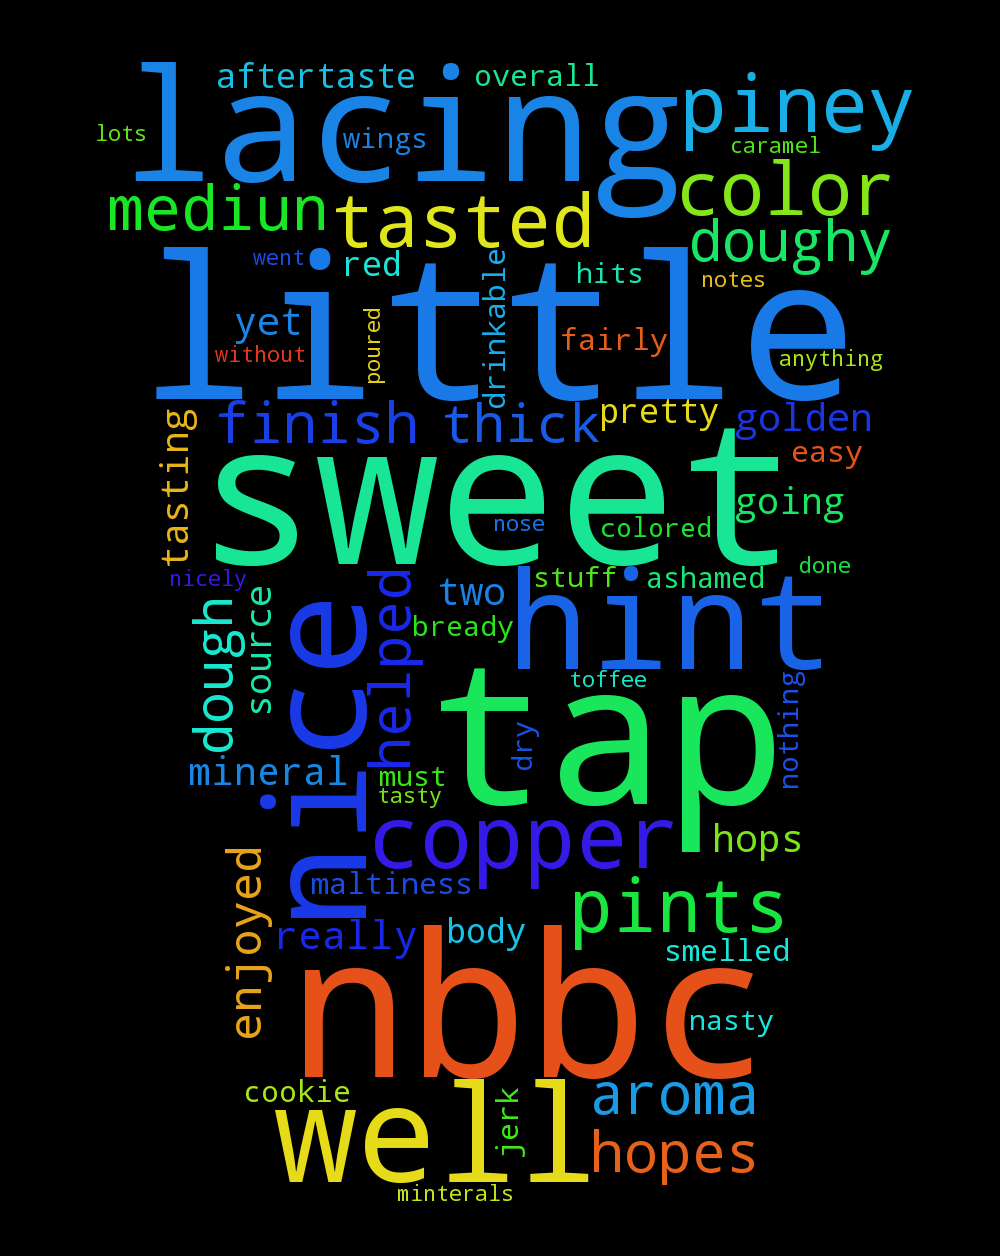 aftertaste
overall
lacing
piney
lots
wings
caramel
mediun
tasted
color
doughy
went
red
drinkable
hits
notes
little
yet
poured
fairly
without
anything
finish
thick
pretty
golden
tasting
easy
sweet
going
nose
colored
nicely
stuff
ashamed
done
two
hint
dough
source
nice
helped
bready
toffee
nothing
tap
dry
mineral
must
tasty
copper
hops
maltiness
pints
enjoyed
really
body
smelled
nbbc
nasty
cookie
well
jerk
aroma
hopes
minterals